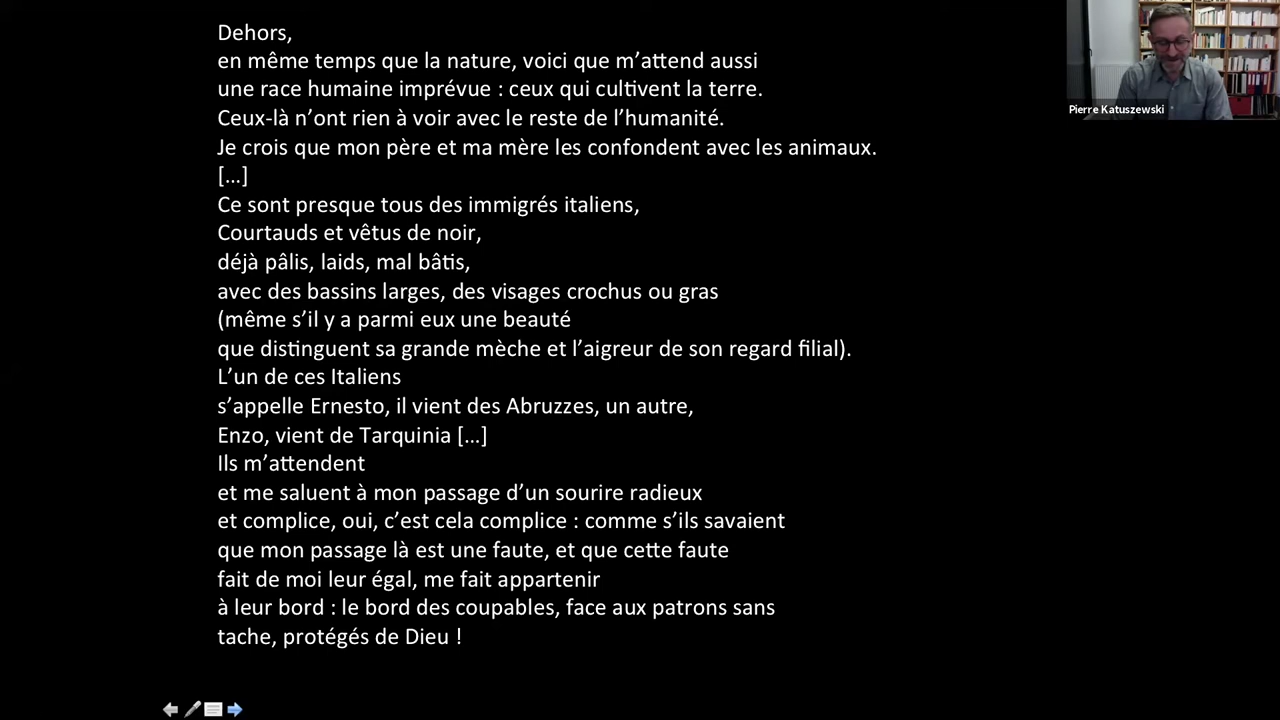 Dehors,
en même temps que la nature, voici que m’attend aussi
une race humaine imprévue : ceux qui cultivent la terre.
Ceux-là n’ont rien à voir avec le reste de l’humanité.
Je crois que mon père et ma mère les confondent avec les animaux.
[…]
Ce sont presque tous des immigrés italiens,
Courtauds et vêtus de noir,
déjà pâlis, laids, mal bâtis,
avec des bassins larges, des visages crochus ou gras
(même s’il y a parmi eux une beauté
que distinguent sa grande mèche et l’aigreur de son regard filial).
L’un de ces Italiens
s’appelle Ernesto, il vient des Abruzzes, un autre,
Enzo, vient de Tarquinia […]
Ils m’attendent
et me saluent à mon passage d’un sourire radieux
et complice, oui, c’est cela complice : comme s’ils savaient
que mon passage là est une faute, et que cette faute
fait de moi leur égal, me fait appartenir
à leur bord : le bord des coupables, face aux patrons sans
tache, protégés de Dieu !
Pierre Katuszewski